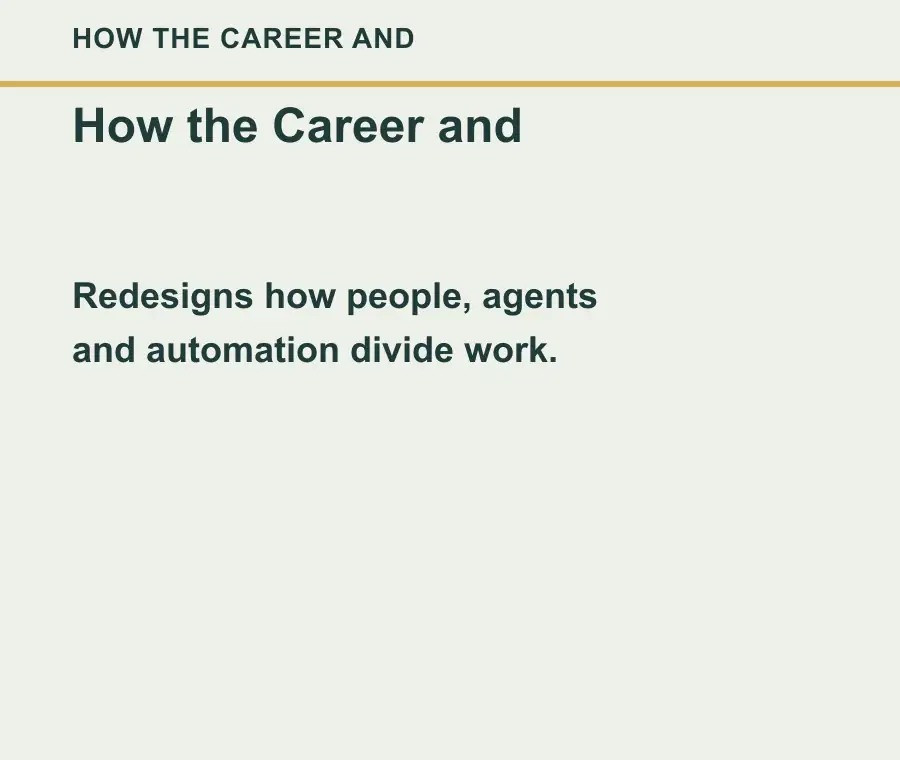 HOW THE CAREER AND
How the Career and
Redesigns how people, agents
and automation divide work.